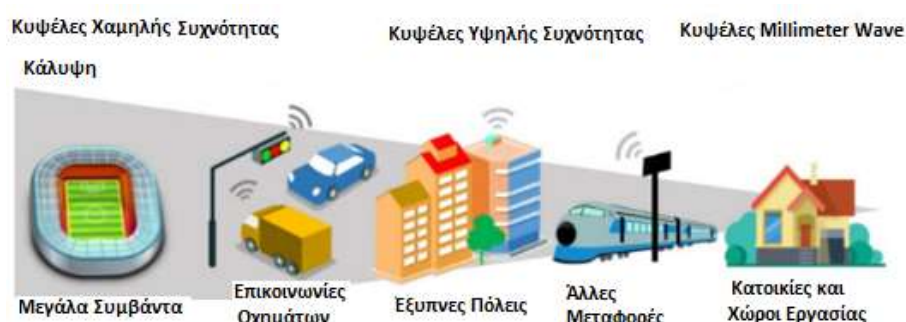 Κυψέλες Χαμηλής Συχνότητας
Κυψέλες Υψηλής Συχνότητας
Κυψέλες Millimeter Wave
Κάλυψη
Μεγάλα Συμβάντα
Επικοινωνίες
Οχημάτων
Έξυπνες Πόλεις
Άλλες
Μεταφορές
Κατοικίες και
Χώροι Εργασίας